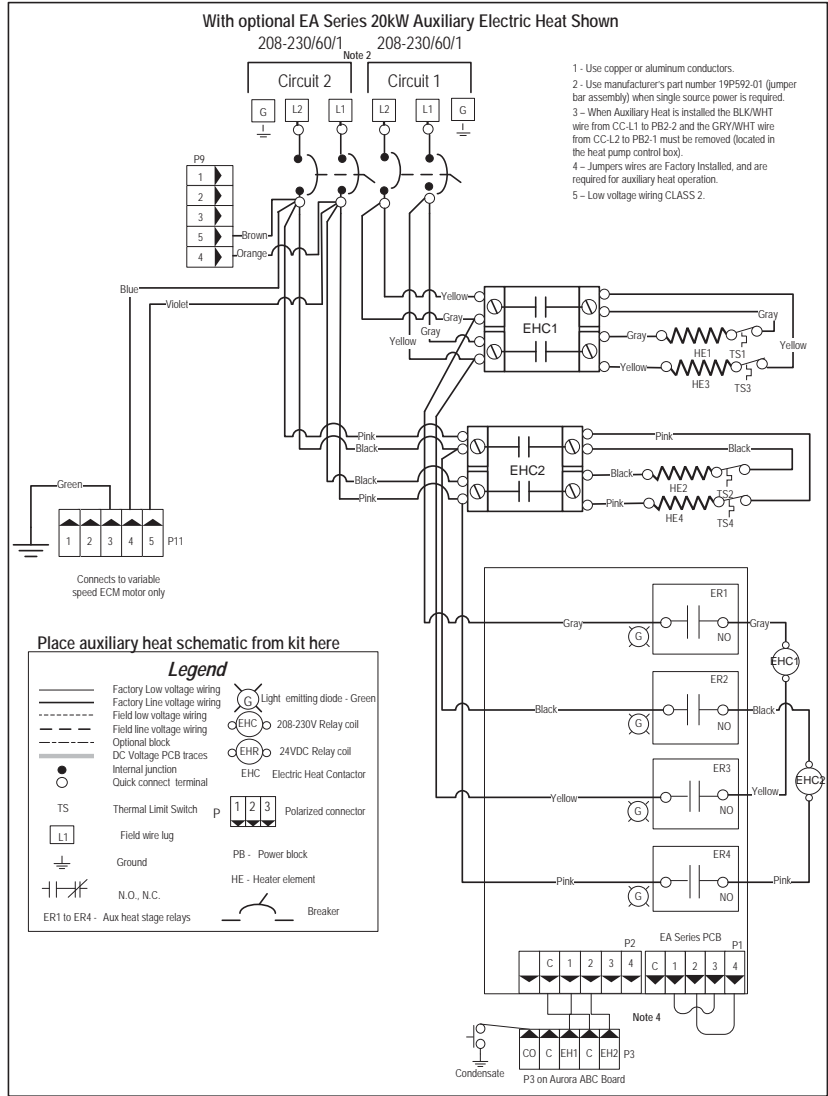 With optional EA Series 20kW Auxiliary Electric Heat Shown
208-230/60/1 208-230/60/1
Note 2
Circuit 2 Circuit 1
G L2 L1 L2 L1 G
1 - Use copper or aluminum conductors.
2 - Use manufacturer's part number 19P592-01 (jumper
bar assembly) when single source power is required.
3 – When Auxiliary Heat is installed the BLK/WHT
wire from CC-L1 to PB2-2 and the GRY/WHT wire
from CC-L2 to PB2-1 must be removed (located in
the heat pump control box).
4 – Jumpers wires are Factory Installed, and are
required for auxiliary heat operation.
5 – Low voltage wiring CLASS 2.
P9
1
2
3
5 Brown
4 Orange
Blue
Violet
Yellow
Gray
Gray
Yellow
EHC1
Gray
Yellow
Gray
HE1 TS1
Yellow
HE3 TS3
Pink
Black
Black
Pink
EHC2
Pink
Black
Black
HE2 TS2
Pink
HE4 TS4
Green
1 2 3 4 5 P11
Connects to variable
speed ECM motor only
ER1
Gray G NO Gray
EHC1
ER2
Black G NO Black
EHC2
ER3
Yellow G NO Yellow
ER4
Pink G NO Pink
EA Series PCB
P2 P1
C 1 2 3 4 C 1 2 3 4
Note 4
CO C EH1 C EH2 P3
Condensate
P3 on Aurora ABC Board
Place auxiliary heat schematic from kit here
Legend
Factory Low voltage wiring
Factory Line voltage wiring
Field low voltage wiring
Field line voltage wiring
Optional block
DC Voltage PCB traces
Internal junction
Quick connect terminal
TS Thermal Limit Switch
L1 Field wire lug
Ground
N.O., N.C.
ER1 to ER4 - Aux heat stage relays
G Light emitting diode - Green
EHC 208-230V Relay coil
EHR 24VDC Relay coil
EHC Electric Heat Contactor
P 1 2 3 Polarized connector
PB - Power block
HE - Heater element
Breaker